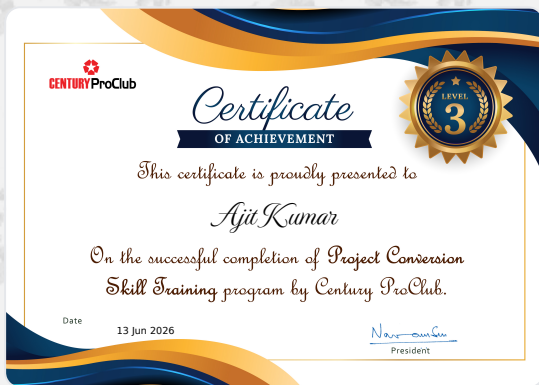 CENTURY ProClub
Certificate
OF ACHIEVEMENT
LEVEL
3
This certificate is proudly presented to
Ajit Kumar
On the successful completion of Project Conversion
Skill Training program by Century ProClub.
Date
13 Jun 2026
President